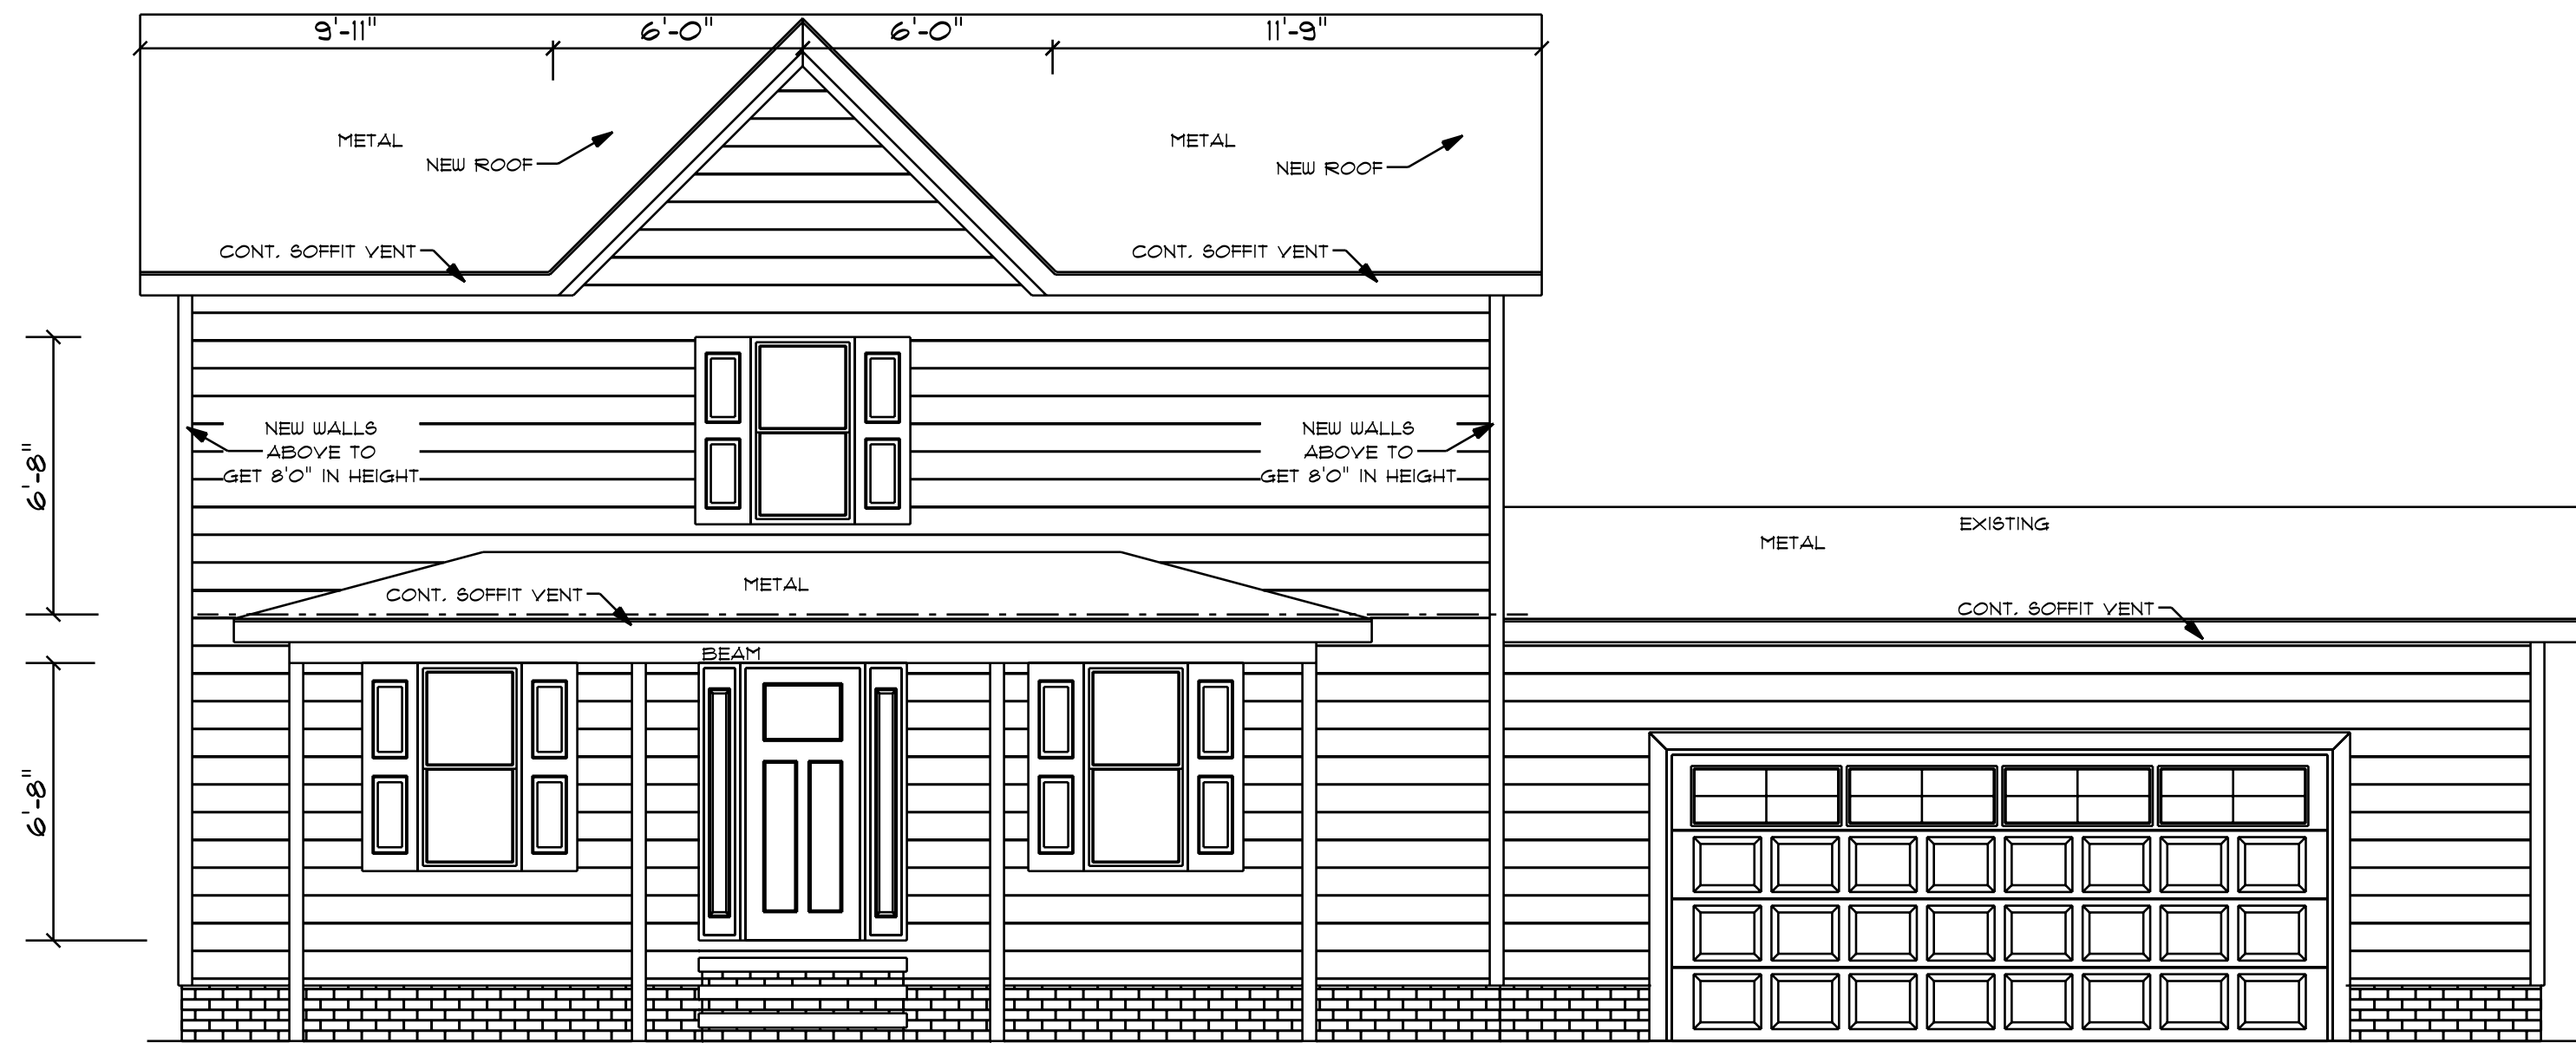 9'-11" 6'-0" 6'-0" 11'-9"
METAL
NEW ROOF
METAL
NEW ROOF
CONT. SOFFIT VENT
CONT. SOFFIT VENT
6'-8"
NEW WALLS
ABOVE TO
GET 8'0" IN HEIGHT
NEW WALLS
ABOVE TO
GET 8'0" IN HEIGHT
EXISTING
METAL
METAL
CONT. SOFFIT VENT
CONT. SOFFIT VENT
BEAM
6'-8"